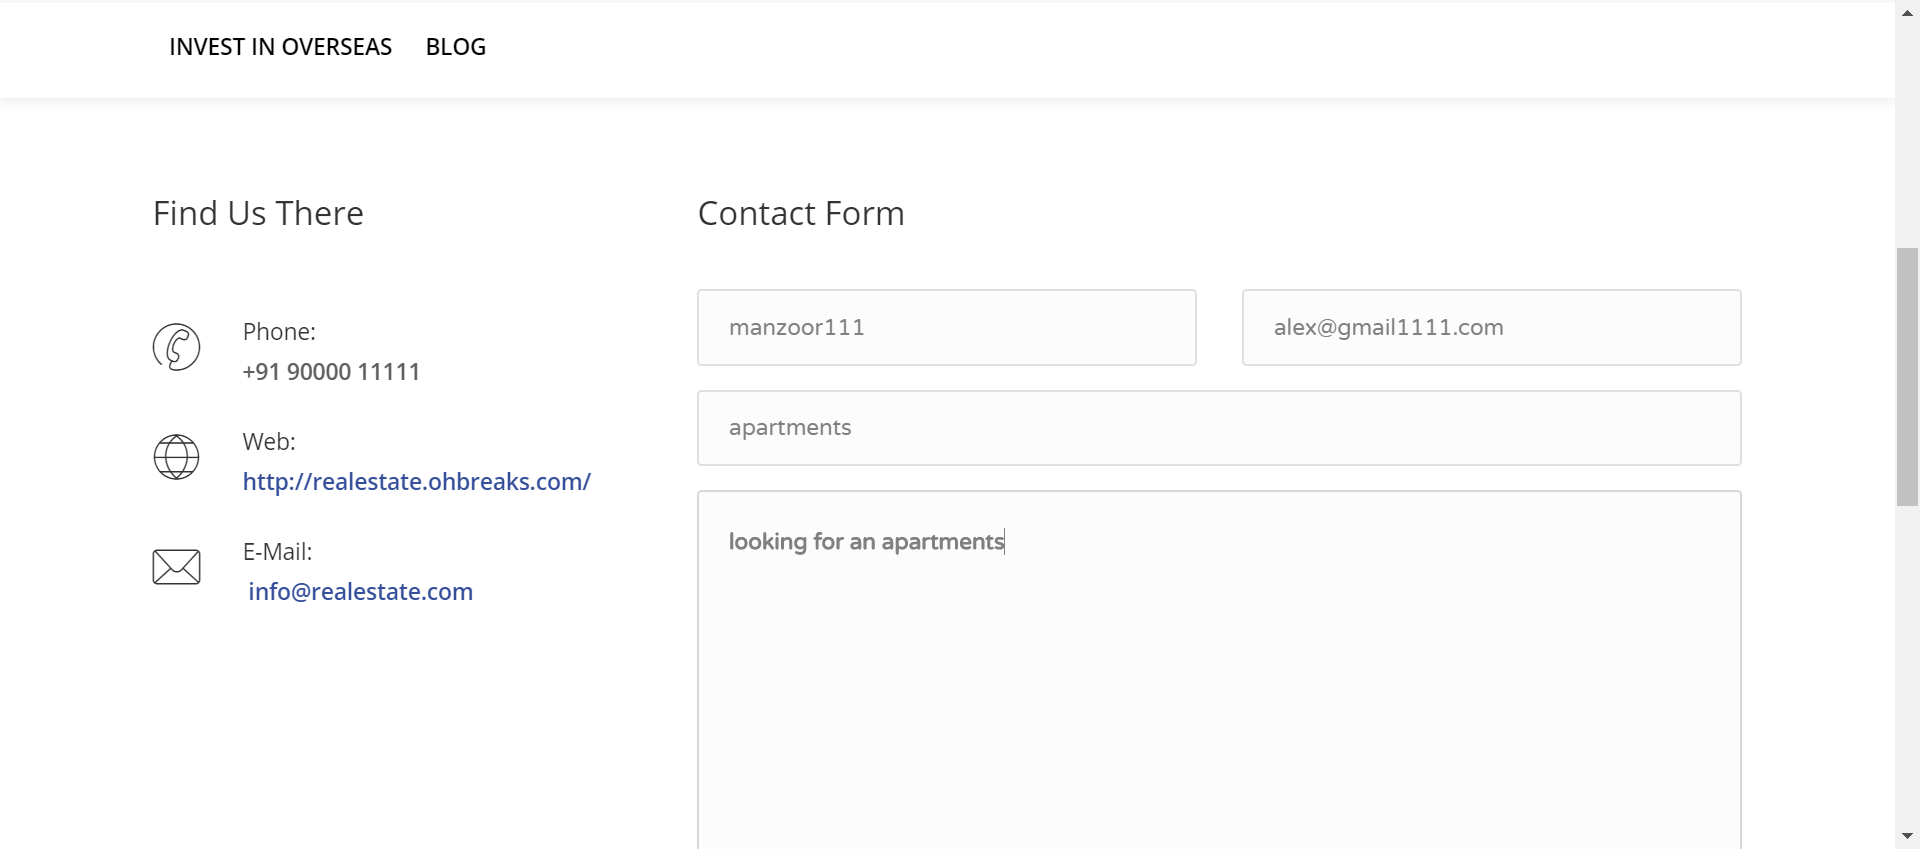 INVEST IN OVERSEAS BLOG
Find Us There
Phone:
+91 90000 11111
Web:
http://realestate.ohbreaks.com/
E-Mail:
info@realestate.com
Contact Form
manzoor111
alex@gmail1111.com
apartments
looking for an apartments